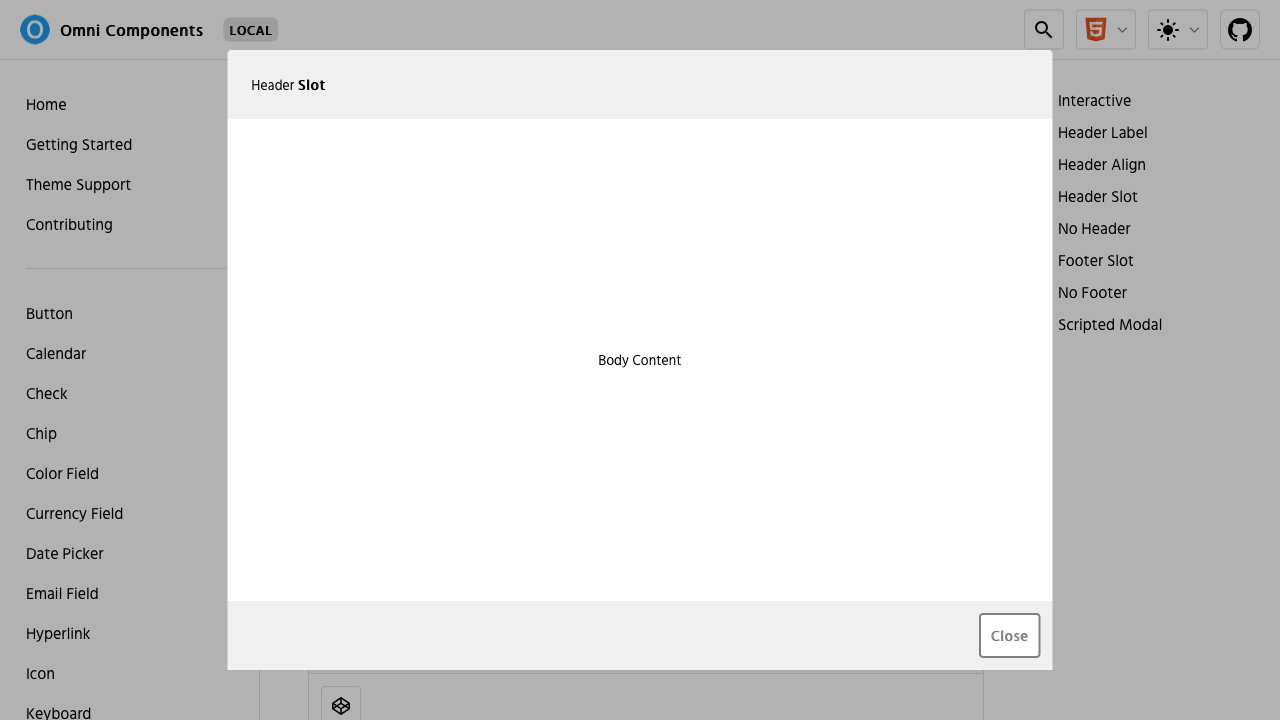 Omni Components
LOCAL
Home
Getting Started
Theme Support
Contributing
Button
Calendar
Check
Chip
Color Field
Currency Field
Date Picker
Email Field
Hyperlink
Icon
Keyboard
Header Slot
Body Content
Close
Interactive
Header Label
Header Align
Header Slot
No Header
Footer Slot
No Footer
Scripted Modal